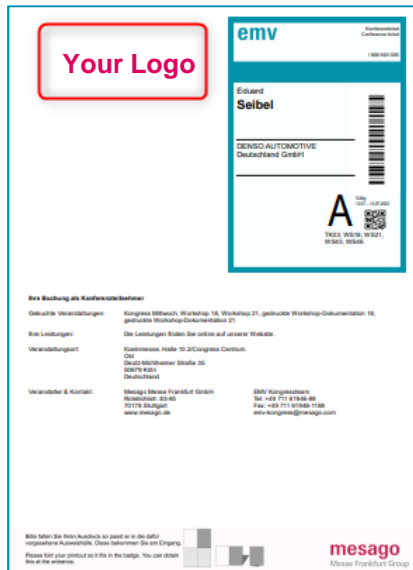 Your Logo
emv
Konferenzticket
Conference ticket
Eduard
Seibel
DENSO AUTOMOTIVE
Deutschland GmbH
A
TK03, WS18, WS21,
WS43, WS46
Ihre Buchung als Konferenzteilnehmer
Gebuchte Veranstaltungen: Kongress Mittwoch, Workshop 18, Workshop 21, gedruckte Workshop-Dokumentation 18,
gedruckte Workshop-Dokumentation 21
Ihre Leistungen: Die Leistungen finden Sie online auf unserer Website.
Veranstaltungsort: Koelnmesse, Halle 10.2/Congress Centrum
Ost
Deutz-Mühlheimer Straße 35
50679 Köln
Deutschland
Veranstalter & Kontakt: Mesago Messe Frankfurt GmbH
Rotebühlstr. 83-85
70178 Stuttgart
www.mesago.de
EMV Kongressteam
Tel: +49 711 61946-86
Fax: +49 711 61946-1188
emv-kongress@mesago.com
Bitte falten Sie Ihren Ausdruck so passt er in die dafür
vorgesehene Ausweishülle. Diese bekommen Sie am Eingang.
Please fold your printout so it fits in the badge. You can obtain
this at the entrance.
mesago
Messe Frankfurt Group